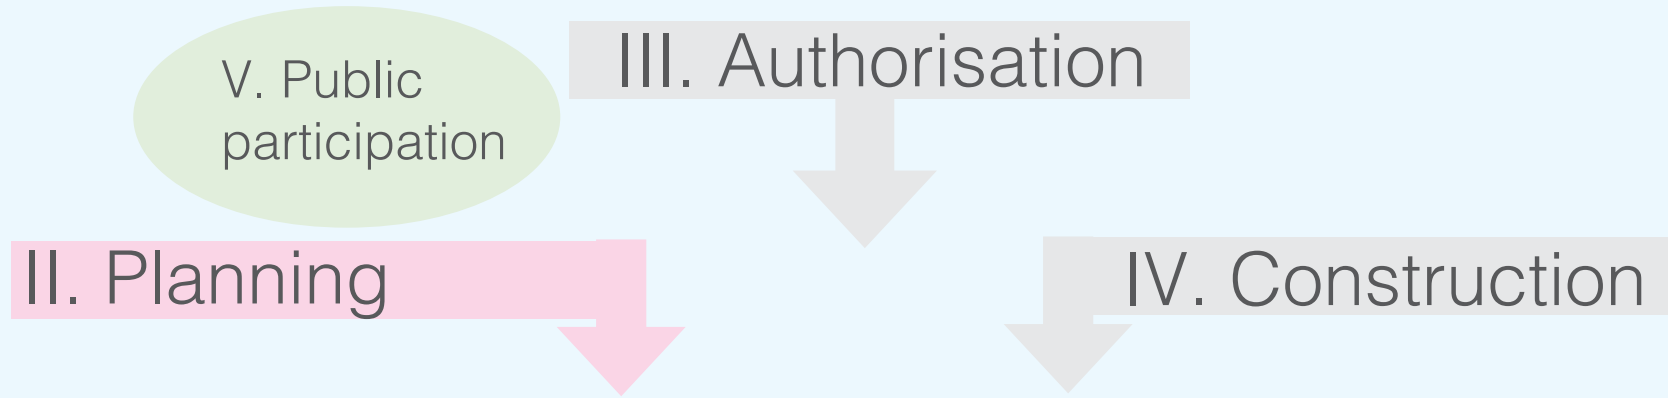 V. Public
participation
III. Authorisation
II. Planning
IV. Construction